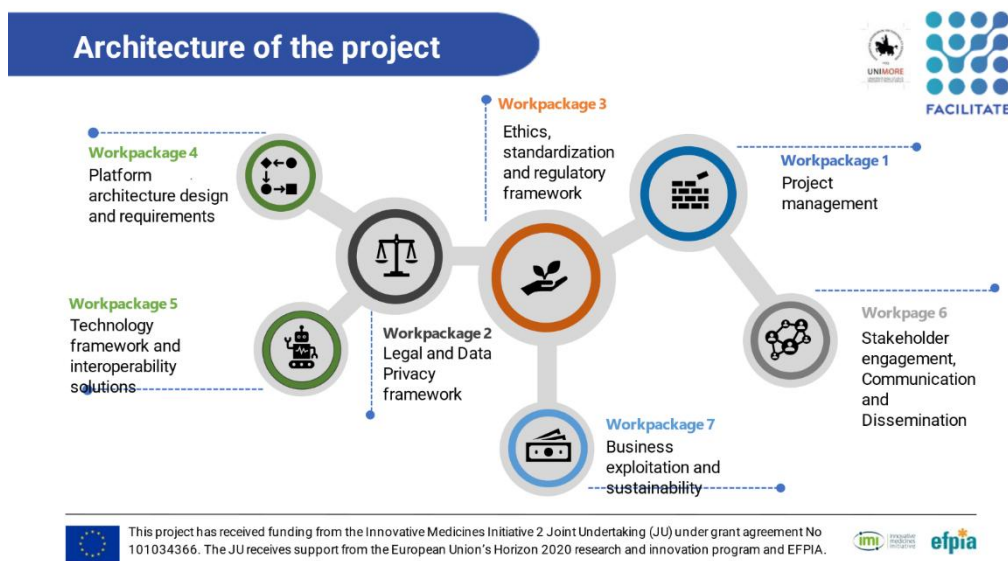 Architecture of the project
UNIMORE
FACILITATE
Workpackage 4
Platform
architecture design
and requirements
Workpackage 3
Ethics,
standardization
and regulatory
framework
Workpackage 1
Project
management
Workpackage 5
Technology
framework and
interoperability
solutions
Workpackage 2
Legal and Data
Privacy
framework
Workpage 6
Stakeholder
engagement,
Communication
and
Dissemination
Workpackage 7
Business
exploitation and
sustainability
This project has received funding from the Innovative Medicines Initiative 2 Joint Undertaking (JU) under grant agreement No
101034366. The JU receives support from the European Union’s Horizon 2020 research and innovation program and EFPIA.
imi
innovative
medicines
initiative
efpia